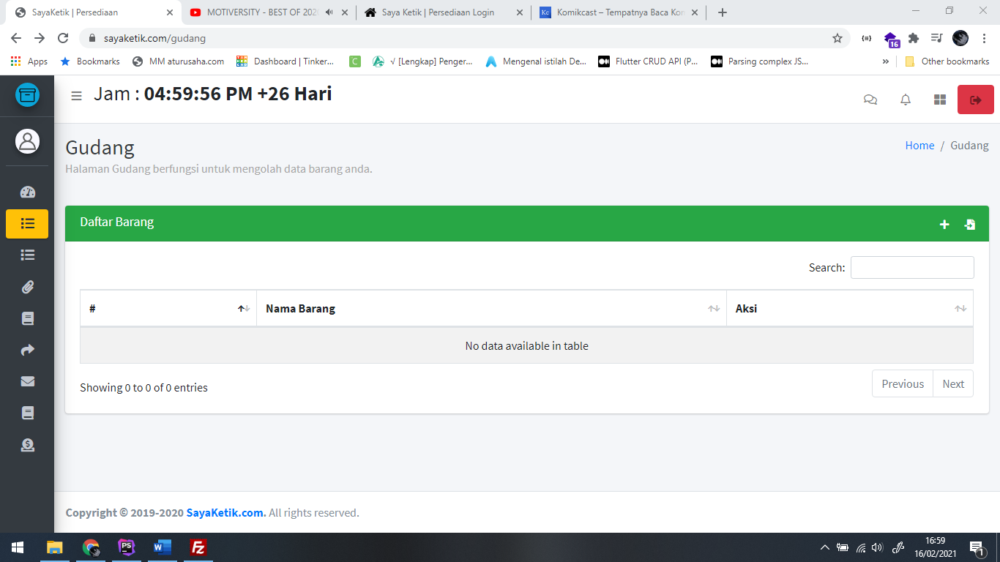 SayaKetik | Persediaan
MOTIVERSITY - BEST OF 202
Saya Ketik | Persediaan Login
Komikcast – Tempatnya Baca Kor
sayaketik.com/gudang
16
Apps
Bookmarks
MM aturusaha.com
Dashboard | Tinker...
C
√ [Lengkap] Penger...
Mengenal istilah De...
Flutter CRUD API (P...
Parsing complex JS...
»
Other bookmarks
Jam : 04:59:56 PM +26 Hari
Gudang
Home / Gudang
Halaman Gudang berfungsi untuk mengolah data barang anda.
Daftar Barang
Search:
# Nama Barang Aksi
No data available in table
Showing 0 to 0 of 0 entries
Previous Next
Copyright © 2019-2020 SayaKetik.com. All rights reserved.
16:59
16/02/2021
1